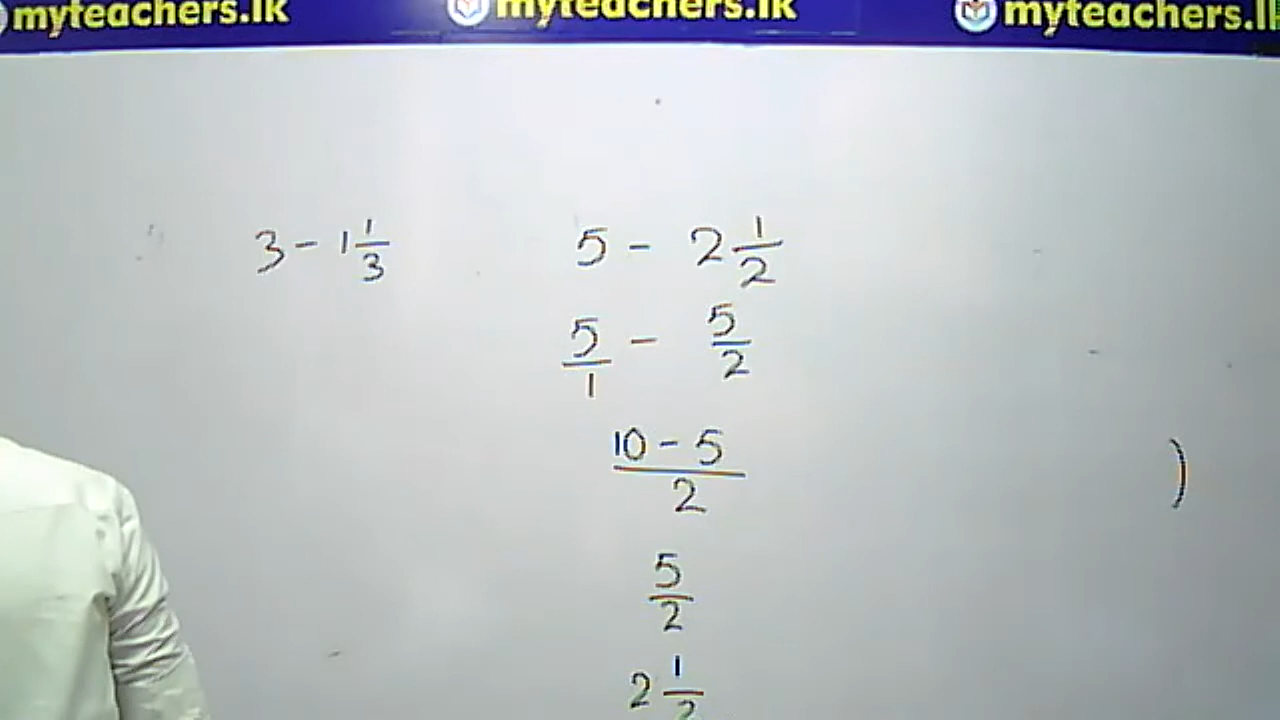 myteachers.lk myteachers.lk myteachers.l
3 - 1 1/3
5 - 2 1/2
5/1 - 5/2
10 - 5 / 2
)
5/2
2 1/2